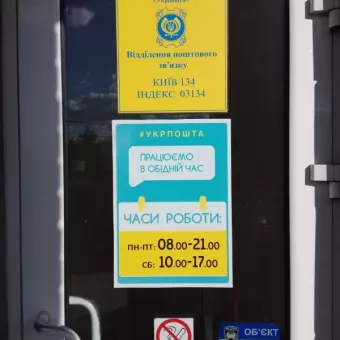 "Укрпошта"
Відділення поштового
зв'язку
КИЇВ 134
ІНДЕКС 03134
#УКРПОШТА
ПРАЦЮЄМО
В ОБІДНІЙ ЧАС
ЧАСИ РОБОТИ:
ПН-ПТ: 08.00-21.00
СБ: 10.00-17.00
ОБ'ЄКТ